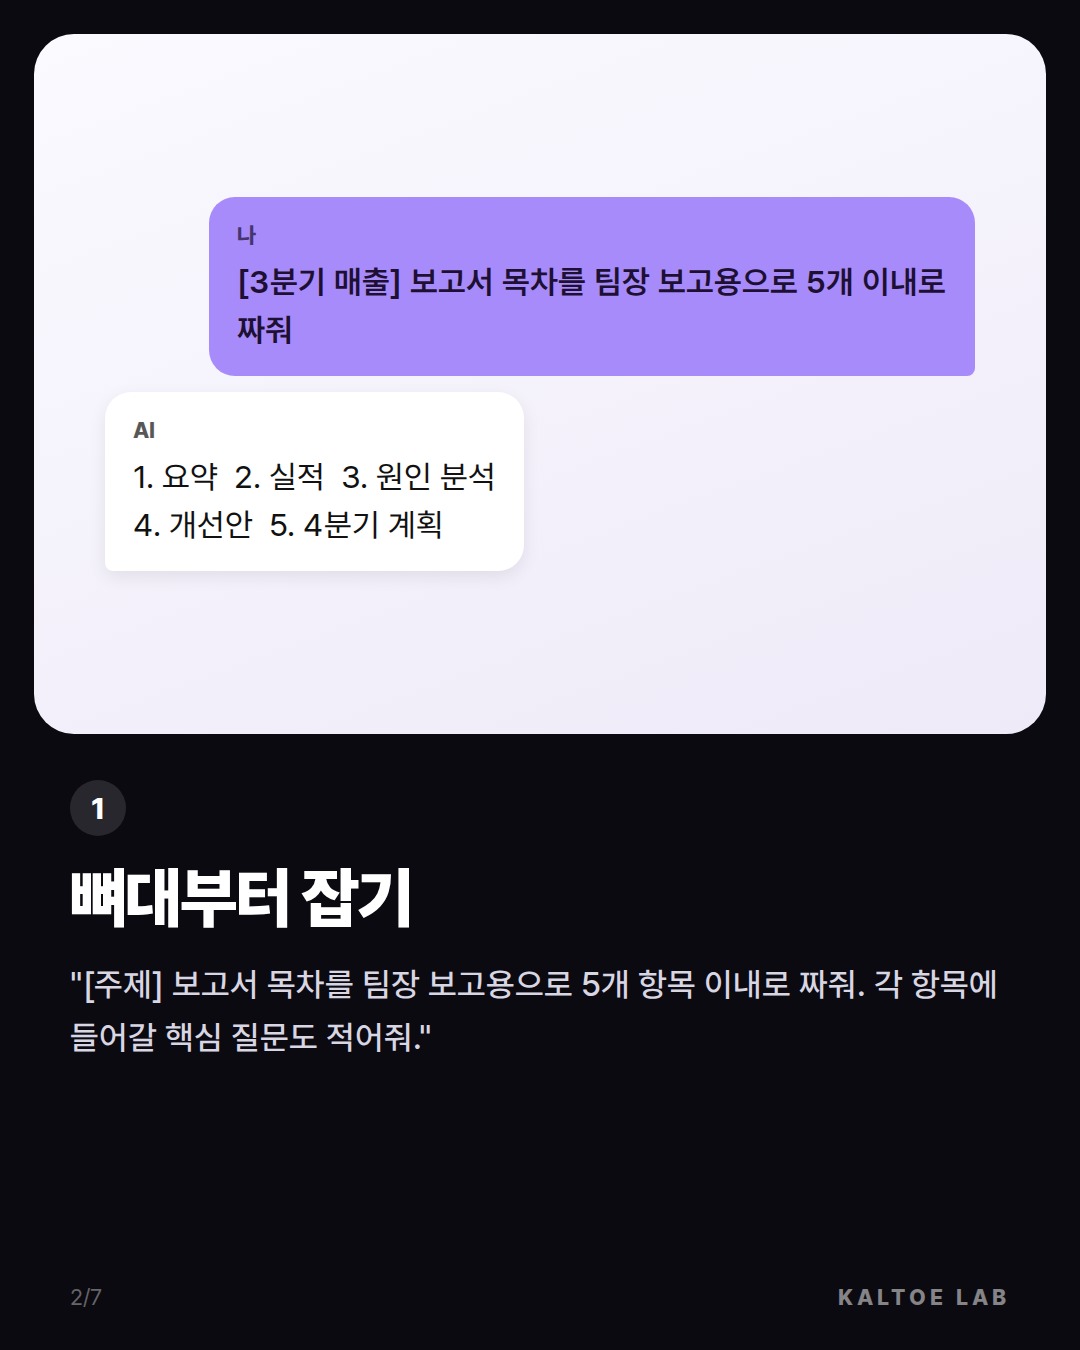 나
[3분기 매출] 보고서 목차를 팀장 보고용으로 5개 이내로
짜줘
AI
1. 요약 2. 실적 3. 원인 분석
4. 개선안 5. 4분기 계획
1
뼈대부터 잡기
"[주제] 보고서 목차를 팀장 보고용으로 5개 항목 이내로 짜줘. 각 항목에
들어갈 핵심 질문도 적어줘."
2/7
KALTOE LAB